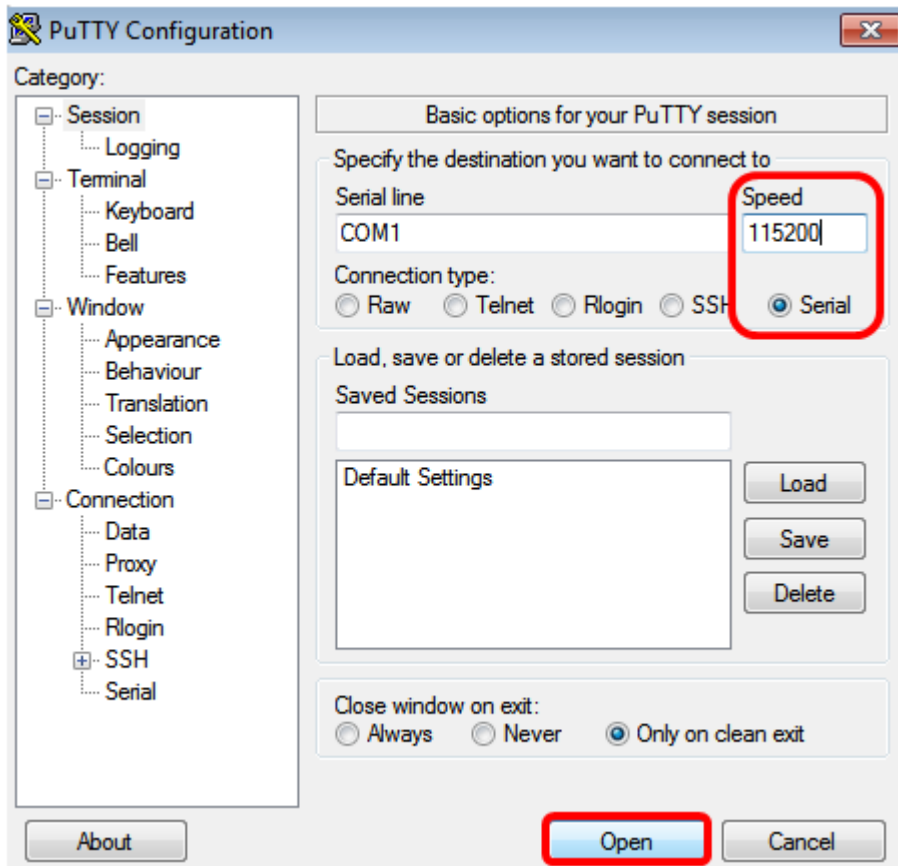 PuTTY Configuration
Category:
Session
Logging
Terminal
Keyboard
Bell
Features
Window
Appearance
Behaviour
Translation
Selection
Colours
Connection
Data
Proxy
Telnet
Rlogin
SSH
Serial
Basic options for your PuTTY session
Specify the destination you want to connect to
Serial line Speed
COM1 115200
Connection type:
Raw Telnet Rlogin SSH Serial
Load, save or delete a stored session
Saved Sessions
Default Settings
Load
Save
Delete
Close window on exit:
Always Never Only on clean exit
About Open Cancel